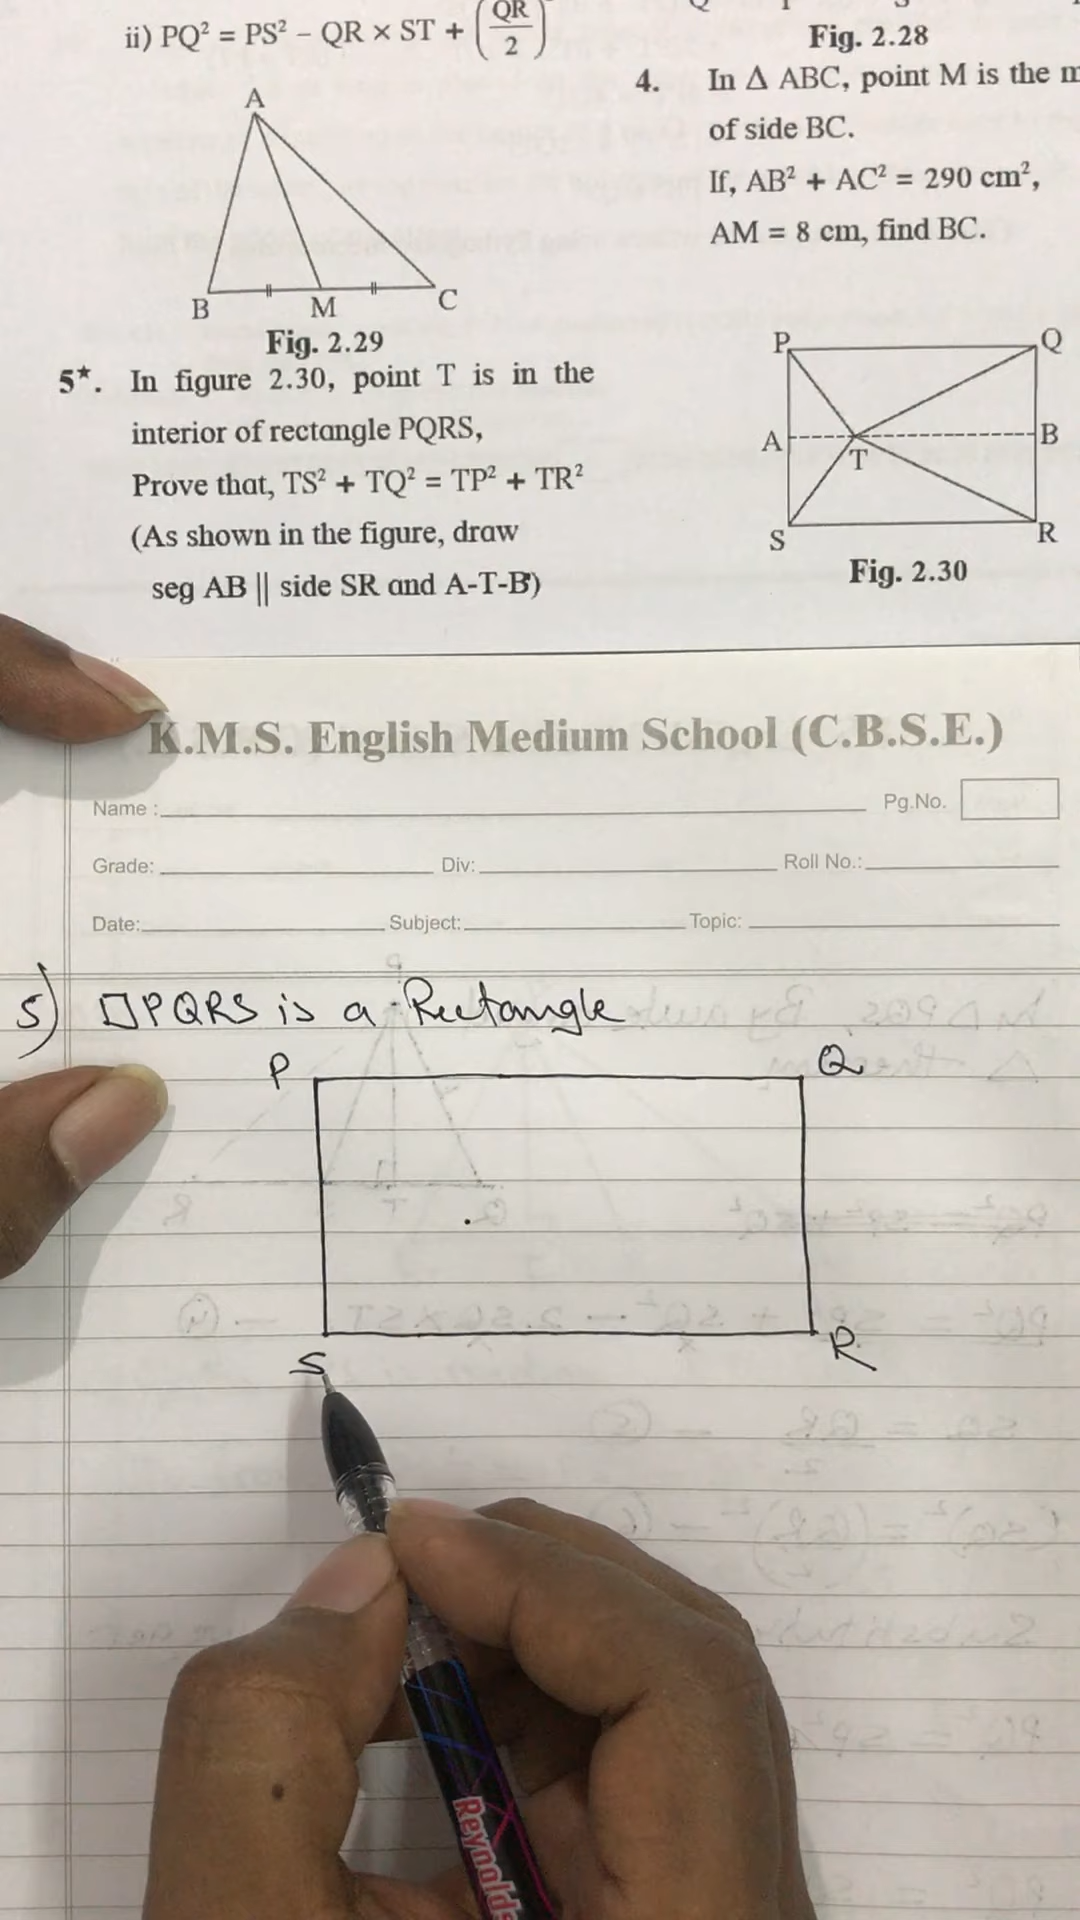 ii) PQ² = PS² – QR × ST + (QR/2)
Fig. 2.28
A
B
M
C
Fig. 2.29
4. In Δ ABC, point M is the
of side BC.
If, AB² + AC² = 290 cm²,
AM = 8 cm, find BC.
5★. In figure 2.30, point T is in the
interior of rectangle PQRS,
Prove that, TS² + TQ² = TP² + TR²
(As shown in the figure, draw
seg AB || side SR and A-T-B)
P
Q
A
T
B
S
R
Fig. 2.30
K.M.S. English Medium School (C.B.S.E.)
Name :
Pg.No.
Grade:
Div:
Roll No.:
Date:
Subject:
Topic:
5) □PQRS is a Rectangle
P
Q
S
R
Reynolds